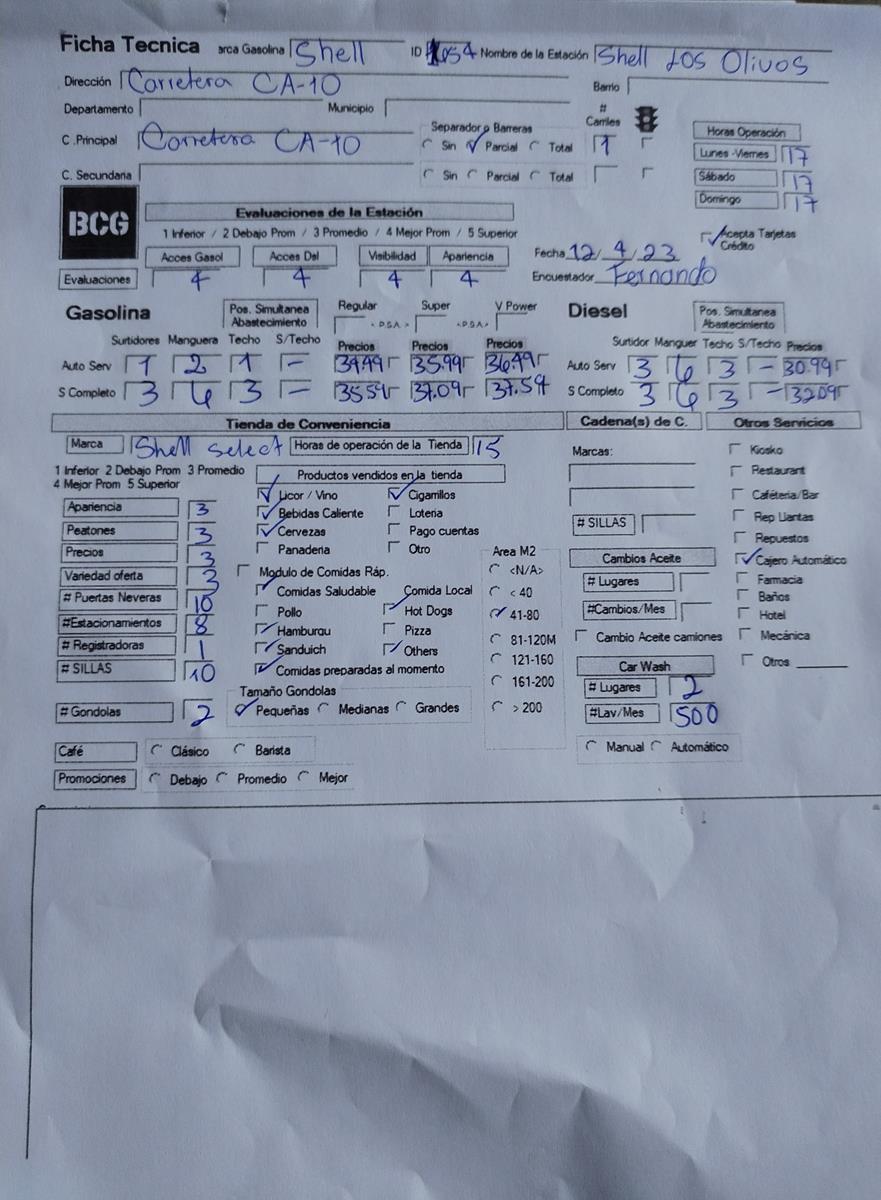 Ficha Tecnica arca Gasolina Shell ID 1054 Nombre de la Estación Shell Los Olivos
Dirección Carretera CA-10 Barrio
Departamento Municipio # Carriles
C .Principal Carretera CA-10 Separador o Barreras Sin Parcial Total 1
Horas Operación
Lunes -Viernes 17
C. Secundaria Sin Parcial Total
Sábado 17
Domingo 17
BCG
Evaluaciones de la Estación
1 Inferior / 2 Debajo Prom / 3 Promedio / 4 Mejor Prom / 5 Superior
Acepta Tarjetas Crédito
Acces Gasol Acces Dsl Visibilidad Apariencia Fecha 12/4/23
Evaluaciones 4 4 4 4 Encuestador Fernando
Gasolina Pos. Simultanea Abastecimiento Regular Super V Power Diesel Pos. Simultanea Abastecimiento
< D.S.A. > < D.S.A. >
Surtidores Manguera Techo S/Techo Precios Precios Precios Surtidor Manguer Techo S/Techo Precios
Auto Serv 1 2 1 - 34.49 35.99 36.49 Auto Serv 3 6 3 - 30.99
S Completo 3 6 3 - 35.59 37.09 37.59 S Completo 3 6 3 - 32.09
Tienda de Conveniencia Cadena(s) de C. Otros Servicios
Marca Shell select Horas de operación de la Tienda 15
Marcas:
# SILLAS
1 Inferior 2 Debajo Prom 3 Promedio
4 Mejor Prom 5 Superior
Apariencia 3
Peatones 3
Precios 3
Variedad oferta 3
# Puertas Neveras 10
#Estacionamientos 8
# Registradoras 1
# SILLAS 10
# Gondolas 2
Productos vendidos en la tienda
Licor / Vino Cigarrillos
Bebidas Caliente Loteria
Cervezas Pago cuentas
Panaderia Otro
Modulo de Comidas Ráp.
Comidas Saludable Comida Local
Pollo Hot Dogs
Hamburgu Pizza
Sanduich Others
Comidas preparadas al momento
Tamaño Gondolas
Pequeñas Medianas Grandes
Area M2
<N/A>
< 40
41-80
81-120M
121-160
161-200
> 200
Cambios Aceite
# Lugares
#Cambios/Mes
Cambio Aceite camiones
Car Wash
# Lugares 2
#Lav/Mes 500
Manual Automático
Kiosko
Restaurant
Caféteria/Bar
Rep Llantas
Repuestos
Cajero Automático
Farmacia
Baños
Hotel
Mecánica
Otros
Café Clásico Barista
Promociones Debajo Promedio Mejor